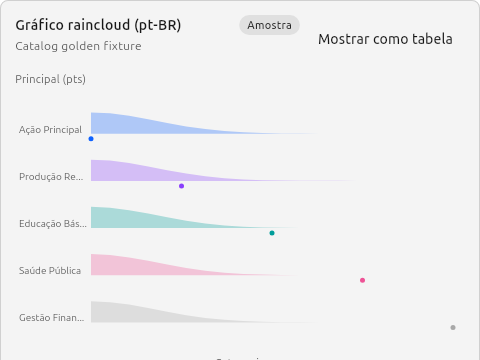 Gráfico raincloud (pt-BR)
Amostra
Mostrar como tabela
Catalog golden fixture
Principal (pts)
Ação Principal
Produção Re...
Educação Bás...
Saúde Pública
Gestão Finan...